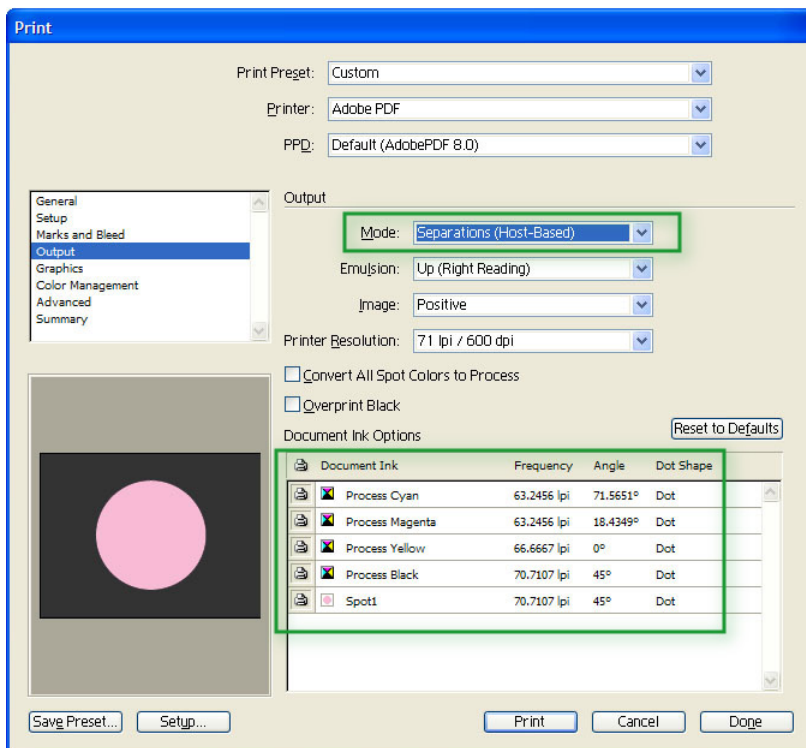 Print
Print Preset: Custom
Printer: Adobe PDF
PPD: Default (AdobePDF 8.0)
General
Setup
Marks and Bleed
Output
Graphics
Color Management
Advanced
Summary
Output
Mode: Separations (Host-Based)
Emulsion: Up (Right Reading)
Image: Positive
Printer Resolution: 71 lpi / 600 dpi
Convert All Spot Colors to Process
Overprint Black
Document Ink Options
Reset to Defaults
Document Ink Frequency Angle Dot Shape
Process Cyan 63.2456 lpi 71.5651° Dot
Process Magenta 63.2456 lpi 18.4349° Dot
Process Yellow 66.6667 lpi 0° Dot
Process Black 70.7107 lpi 45° Dot
Spot1 70.7107 lpi 45° Dot
Save Preset... Setup... Print Cancel Done